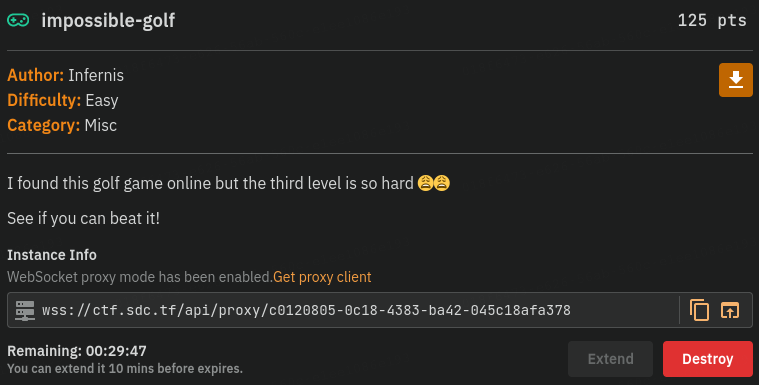 impossible-golf 125 pts
Author: Infernis
Difficulty: Easy
Category: Misc
I found this golf game online but the third level is so hard 😩😩
See if you can beat it!
Instance Info
WebSocket proxy mode has been enabled.Get proxy client
wss://ctf.sdc.tf/api/proxy/c0120805-0c18-4383-ba42-045c18afa378
Remaining: 00:29:47
You can extend it 10 mins before expires.
Extend Destroy